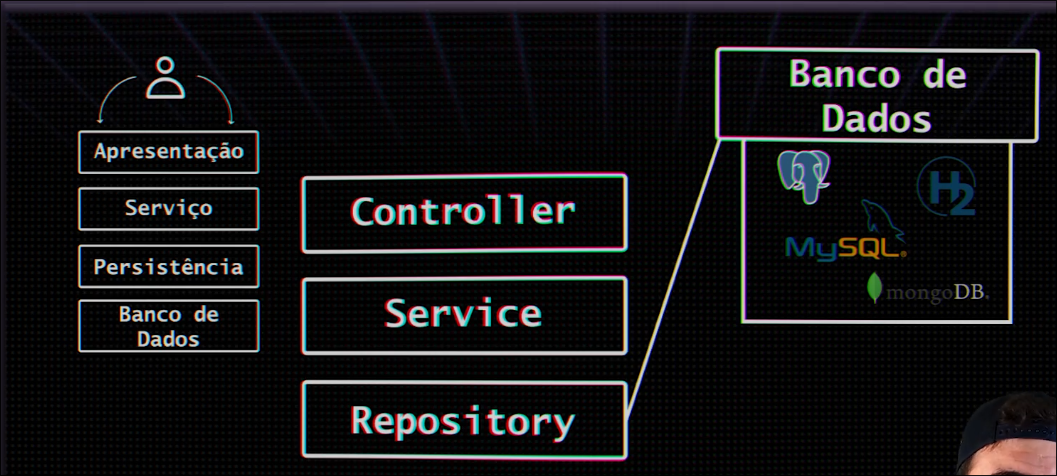 Apresentação
Serviço
Persistência
Banco de
Dados
Controller
Service
Repository
Banco de
Dados
H2
MySQL®
mongoDB®